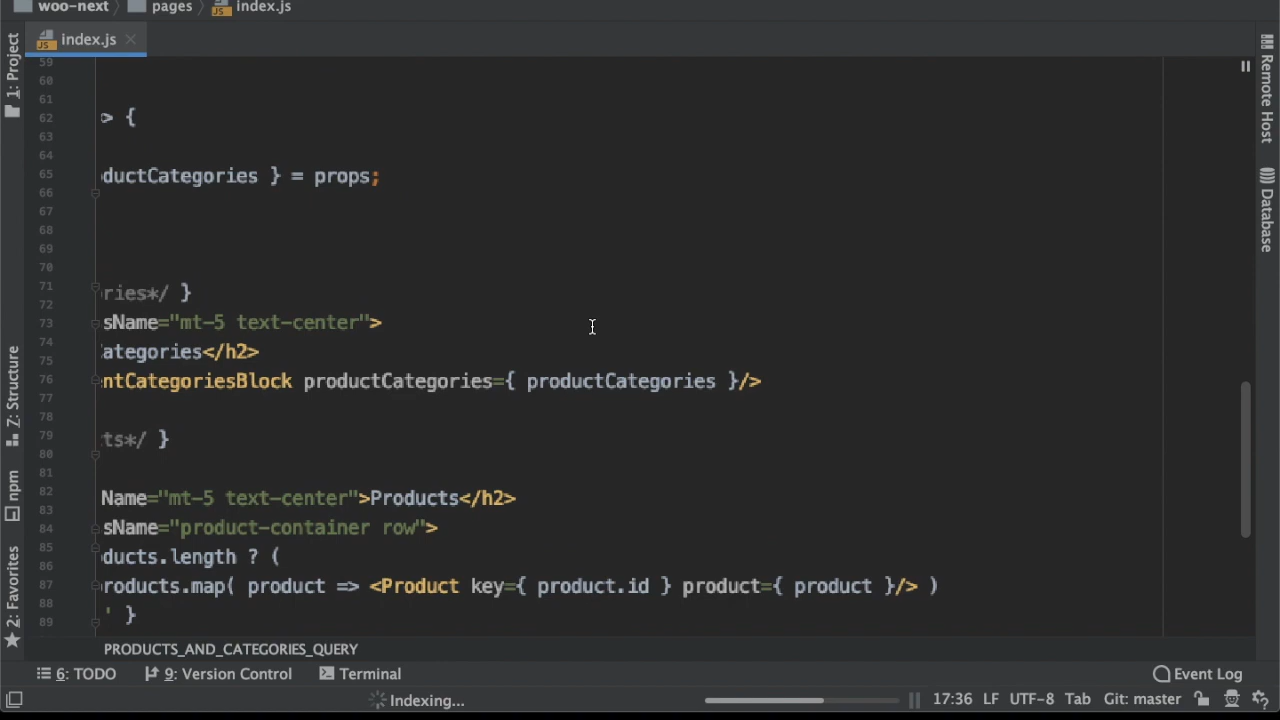 woo-next
pages
index.js
index.js
1: Project
Z: Structure
npm
2: Favorites
Remote Host
Database
59
60
61
62
63
64
65
66
67
68
69
70
71
72
73
74
75
76
77
78
79
80
81
82
83
84
85
86
87
88
89
> {
ductCategories } = props;
ries*/ }
sName="mt-5 text-center">
ategories</h2>
ntCategoriesBlock productCategories={ productCategories }/>
ts*/ }
Name="mt-5 text-center">Products</h2>
sName="product-container row">
ducts.length ? (
roducts.map( product => <Product key={ product.id } product={ product }/> )
' }
PRODUCTS_AND_CATEGORIES_QUERY
6: TODO
9: Version Control
Terminal
Event Log
Indexing...
17:36 LF UTF-8 Tab Git: master